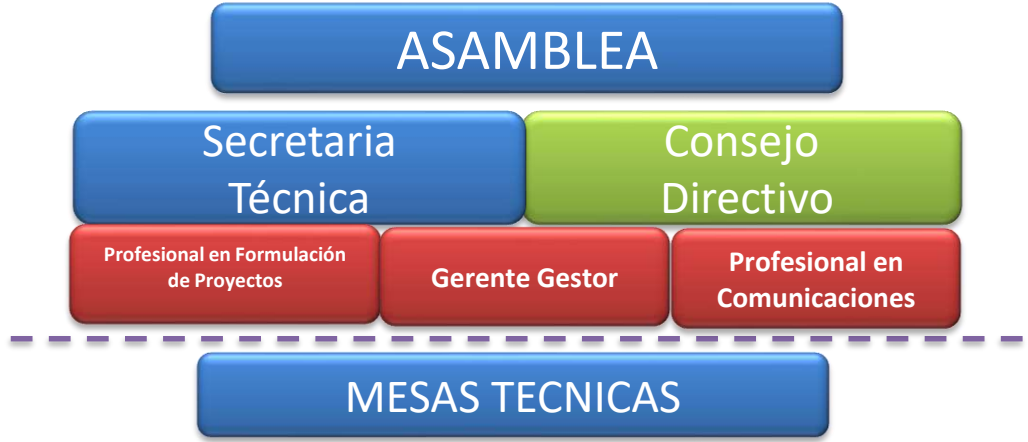 ASAMBLEA
Secretaria
Técnica
Consejo
Directivo
Profesional en Formulación
de Proyectos
Gerente Gestor
Profesional en
Comunicaciones
MESAS TECNICAS